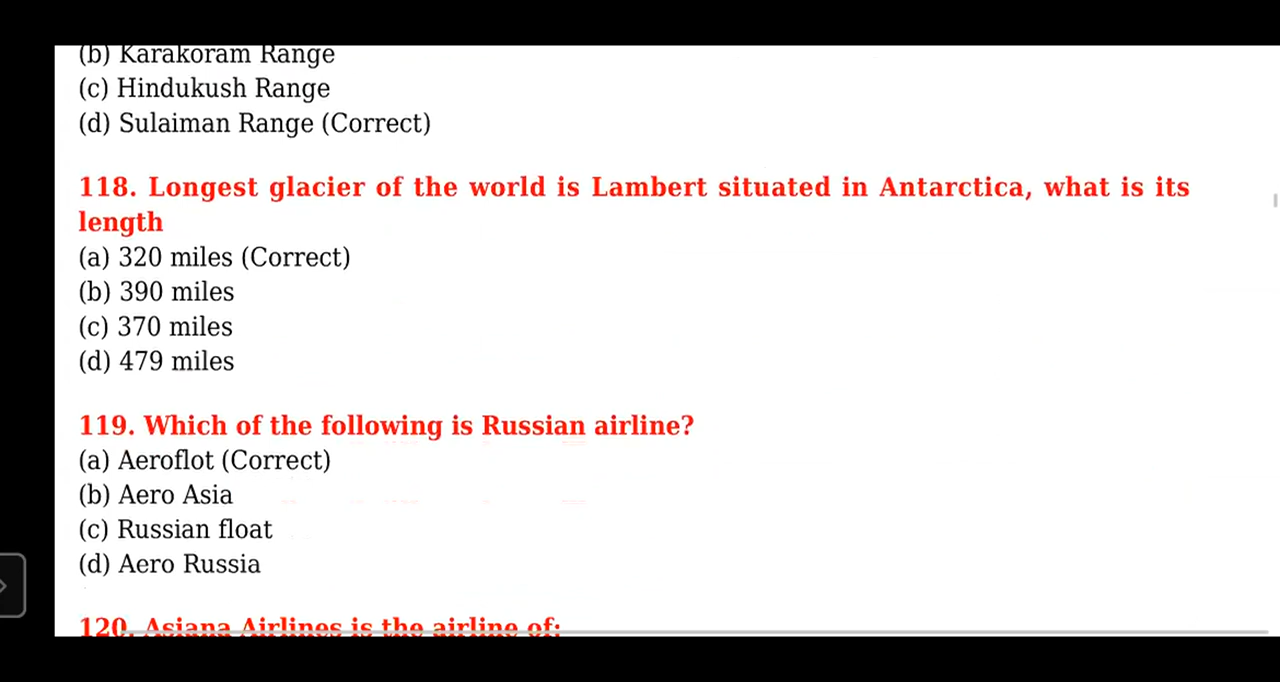 (b) Karakoram Range
(c) Hindukush Range
(d) Sulaiman Range (Correct)
118. Longest glacier of the world is Lambert situated in Antarctica, what is its
length
(a) 320 miles (Correct)
(b) 390 miles
(c) 370 miles
(d) 479 miles
119. Which of the following is Russian airline?
(a) Aeroflot (Correct)
(b) Aero Asia
(c) Russian float
(d) Aero Russia
120. Asiana Airlines is the airline of: